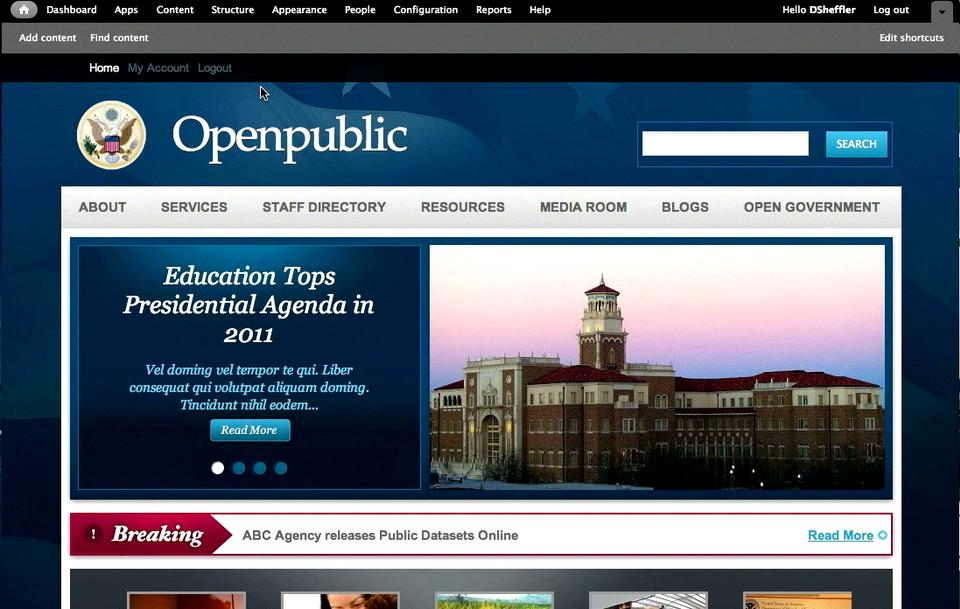 Dashboard Apps Content Structure Appearance People Configuration Reports Help Hello DSheffler Log out
Add content Find content Edit shortcuts
Home My Account Logout
Openpublic
SEARCH
ABOUT SERVICES STAFF DIRECTORY RESOURCES MEDIA ROOM BLOGS OPEN GOVERNMENT
Education Tops
Presidential Agenda in
2011
Vel doming vel tempor te qui. Liber
consequat qui volutpat aliquam doming.
Tincidunt nihil eodem...
Read More
! Breaking ABC Agency releases Public Datasets Online Read More